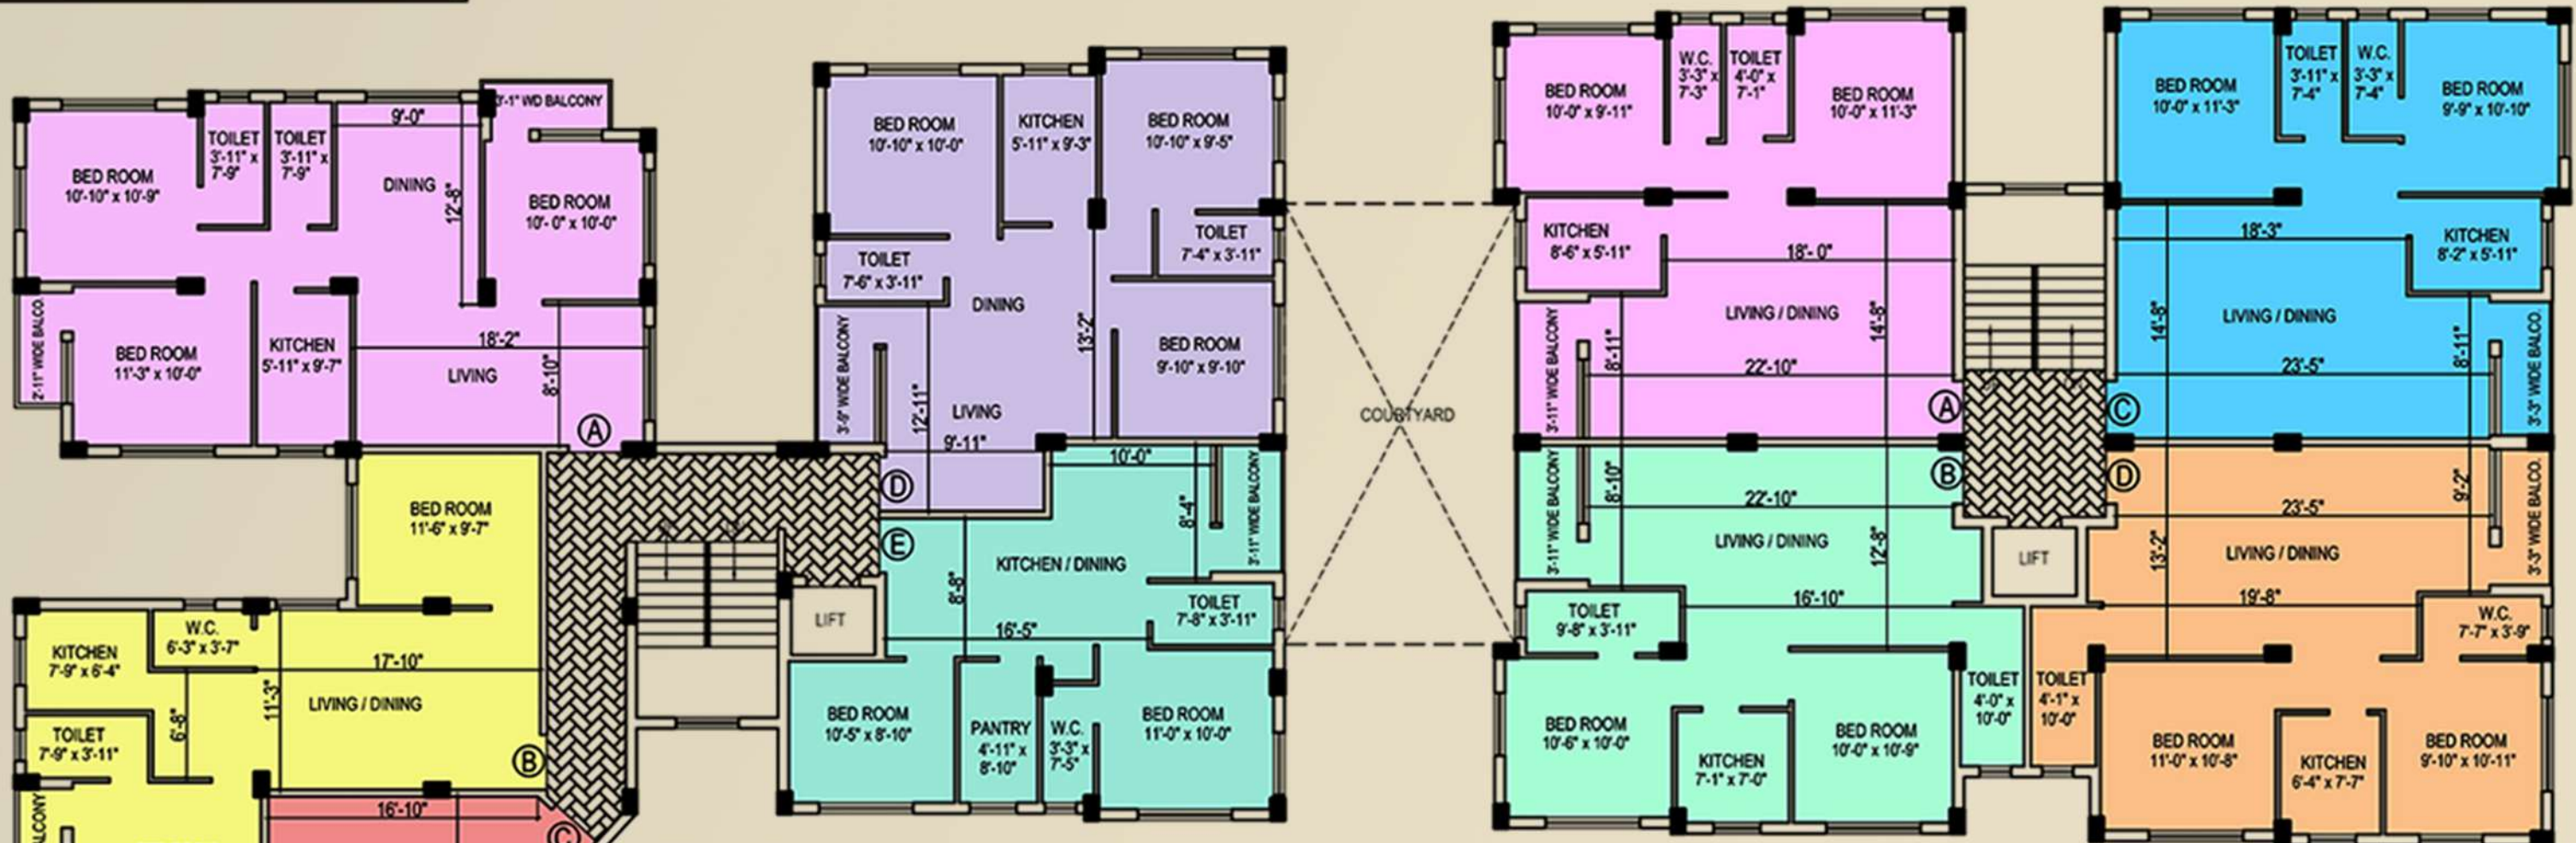 3'-1" WD BALCONY
9'-0"
TOILET
3'-11" x
7'-9"
TOILET
3'-11" x
7'-9"
BED ROOM
10'-10" x 10'-9"
DINING
12'-8"
BED ROOM
10'- 0" x 10'-0"
2'-11" WIDE BALCO.
BED ROOM
11'-3" x 10'-0"
KITCHEN
5'-11" x 9'-7"
18'-2"
LIVING
8'-10"
A
BED ROOM
11'-6" x 9'-7"
KITCHEN
7'-9" x 6'-4"
W.C.
6'-3" x 3'-7"
17'-10"
11'-3"
LIVING / DINING
6'-8"
TOILET
7'-9" x 3'-11"
B
16'-10"
C
BED ROOM
10'-10" x 10'-0"
KITCHEN
5'-11" x 9'-3"
BED ROOM
10'-10" x 9'-5"
TOILET
7'-4" x 3'-11"
TOILET
7'-6" x 3'-11"
DINING
13'-2"
BED ROOM
9'-10" x 9'-10"
12'-11"
LIVING
9'-11"
D
10'-0"
8'-4"
3'-11" WIDE BALCONY
E
KITCHEN / DINING
8'-8"
TOILET
7'-8" x 3'-11"
16'-5"
LIFT
BED ROOM
10'-5" x 8'-10"
PANTRY
4'-11" x
8'-10"
W.C.
3'-3" x
7'-5"
BED ROOM
11'-0" x 10'-0"
COURTYARD
BED ROOM
10'-0" x 9'-11"
W.C.
3'-3" x
7'-3"
TOILET
4'-0" x
7'-1"
BED ROOM
10'-0" x 11'-3"
KITCHEN
8'-6" x 5'-11"
18'- 0"
LIVING / DINING
14'-8"
3'-11" WIDE BALCONY
8'-11"
22'-10"
A
B
3'-11" WIDE BALCONY
8'-10"
22'-10"
LIVING / DINING
12'-8"
16'-10"
TOILET
9'-8" x 3'-11"
BED ROOM
10'-6" x 10'-0"
KITCHEN
7'-1" x 7'-0"
BED ROOM
10'-0" x 10'-9"
TOILET
4'-0" x
10'-0"
LIFT
BED ROOM
10'-0" x 11'-3"
TOILET
3'-11" x
7'-4"
W.C.
3'-3" x
7'-4"
BED ROOM
9'-9" x 10'-10"
18'-3"
KITCHEN
8'-2" x 5'-11"
14'-8"
LIVING / DINING
8'-11"
23'-5"
3'-3" WIDE BALCO.
C
D
9'-2"
23'-5"
3'-3" WIDE BALCO.
13'-2"
LIVING / DINING
19'-8"
W.C.
7'-7" x 3'-9"
TOILET
4'-1" x
10'-0"
BED ROOM
11'-0" x 10'-8"
KITCHEN
6'-4" x 7'-7"
BED ROOM
9'-10" x 10'-11"